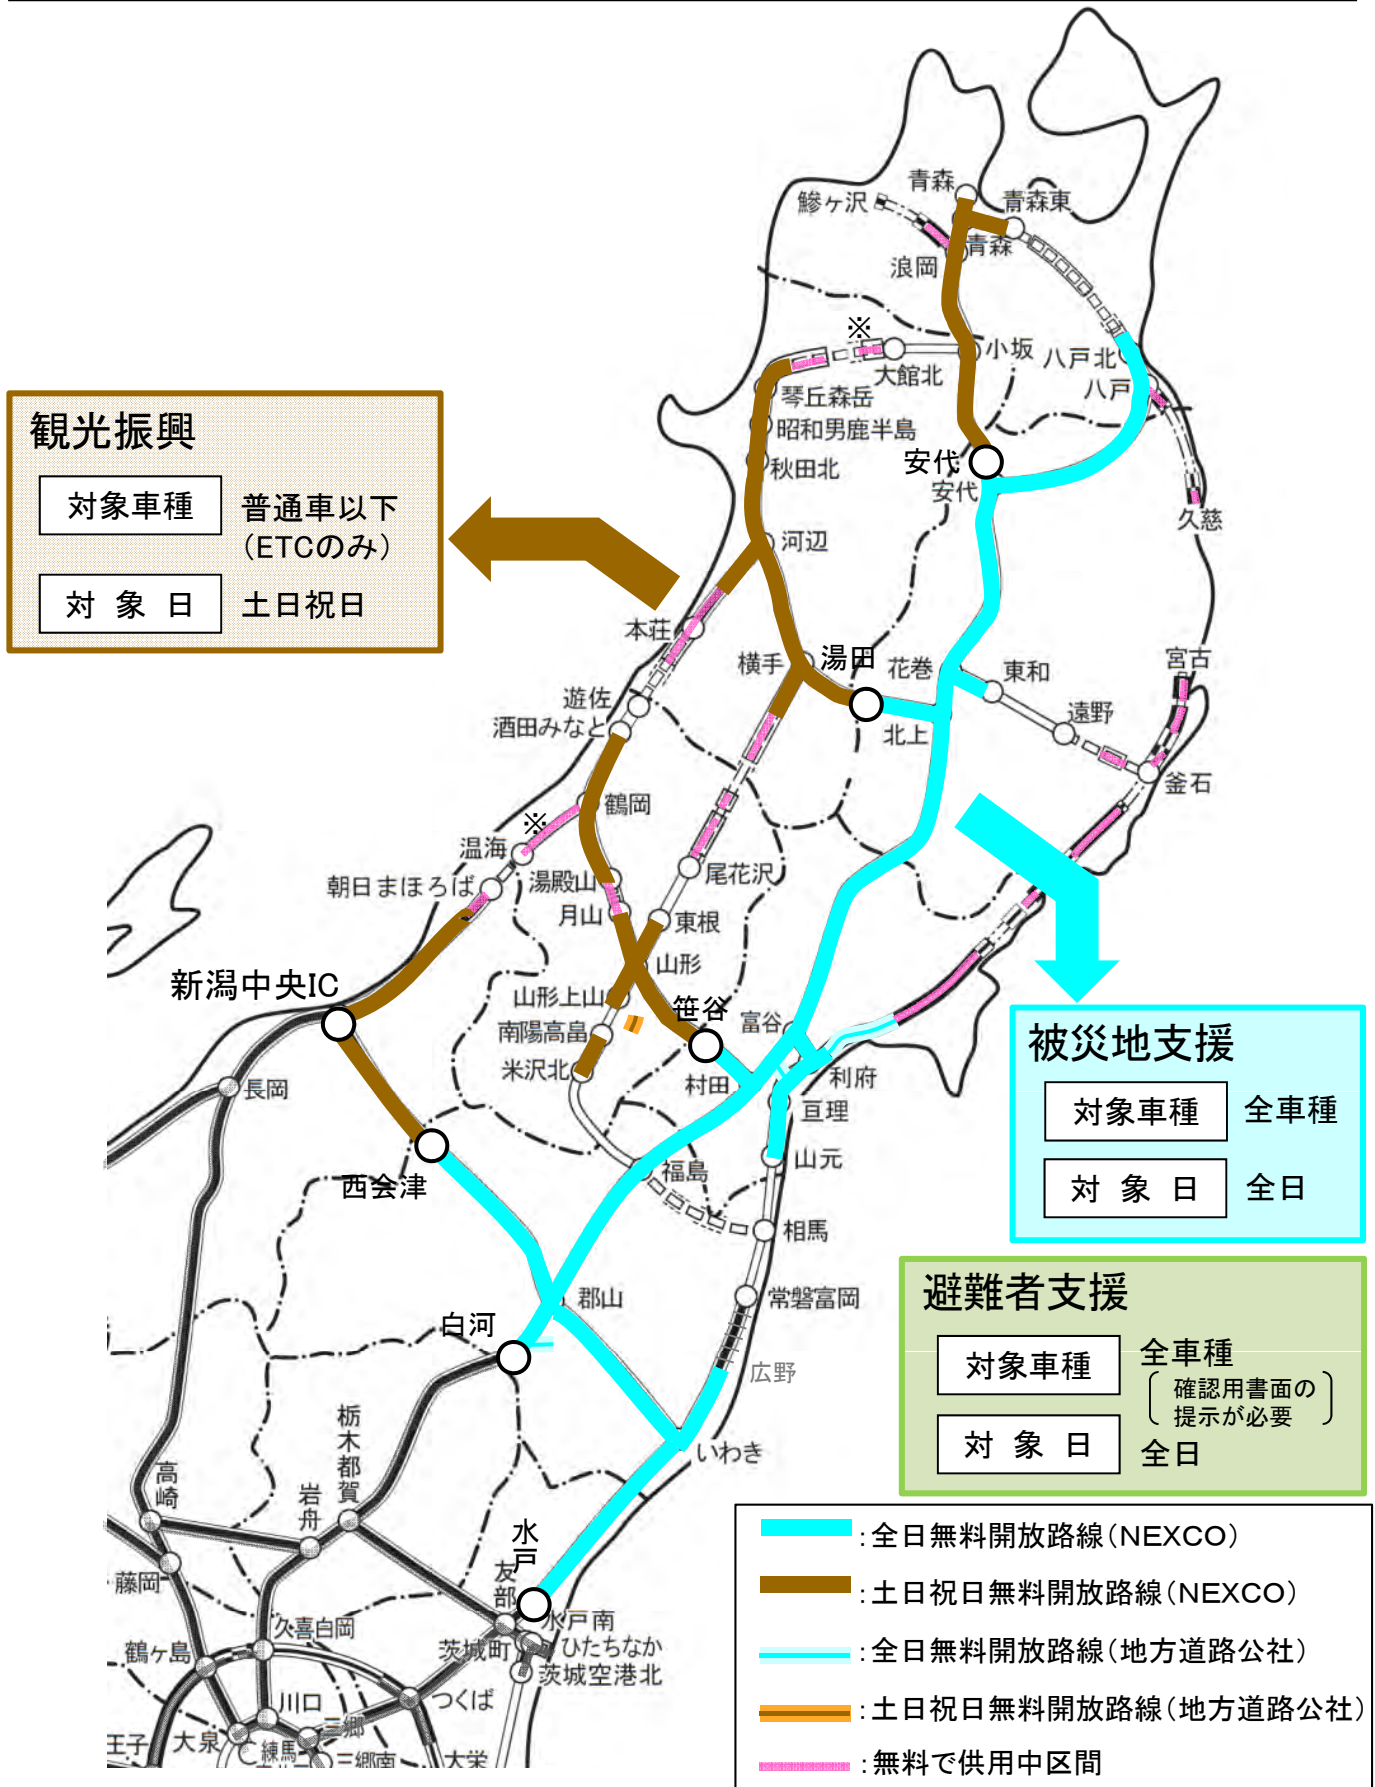 青森
鰺ヶ沢
青森東
青森
浪岡
※
小坂
八戸北
大館北
八戸
琴丘森岳
昭和男鹿半島
安代
秋田北
安代
久慈
河辺
観光振興
対象車種
普通車以下
（ETCのみ）
対 象 日
土日祝日
本荘
横手
湯田
花巻
東和
宮古
遊佐
酒田みなと
遠野
北上
釜石
鶴岡
※
温海
朝日まほろば
湯殿山
尾花沢
月山
東根
山形
新潟中央IC
山形上山
笹谷
富谷
南陽高畠
米沢北
村田
利府
長岡
亘理
山元
西会津
福島
相馬
被災地支援
対象車種
全車種
対 象 日
全日
郡山
常磐富岡
白河
広野
避難者支援
対象車種
全車種
確認用書面の
提示が必要
対 象 日
全日
栃木都賀
いわき
高崎
岩舟
水戸
友部
藤岡
久喜白岡
水戸南
鶴ヶ島
茨城町
ひたちなか
茨城空港北
川口
つくば
三郷
王子
大泉
練馬
三郷南
大栄
：全日無料開放路線（NEXCO）
：土日祝日無料開放路線（NEXCO）
：全日無料開放路線（地方道路公社）
：土日祝日無料開放路線（地方道路公社）
：無料で供用中区間